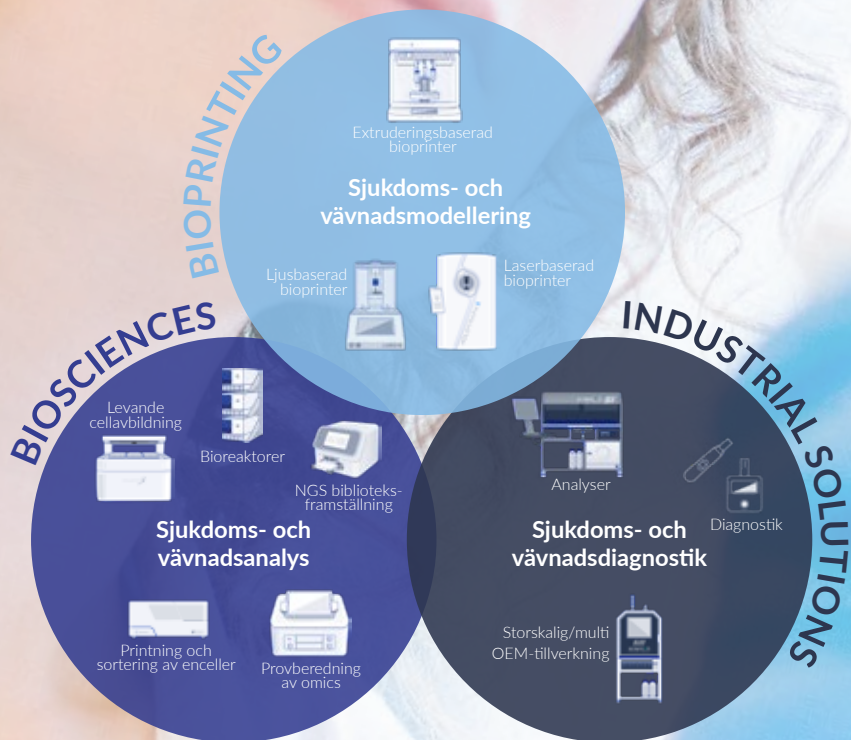 BIOPRINTING
Extruderingsbaserad
bioprinter
Sjukdoms- och
vävnadsmodellering
Ljusbaserad
bioprinter
Laserbaserad
bioprinter
BIOSCIENCES
Levande
cellavbildning
Bioreaktorer
NGS biblioteks-
framställning
Sjukdoms- och
vävnadsanalys
Printning och
sortering av enceller
Provberedning
av omics
INDUSTRIAL SOLUTIONS
Analyser
Diagnostik
Sjukdoms- och
vävnadsdiagnostik
Storskalig/multi
OEM-tillverkning